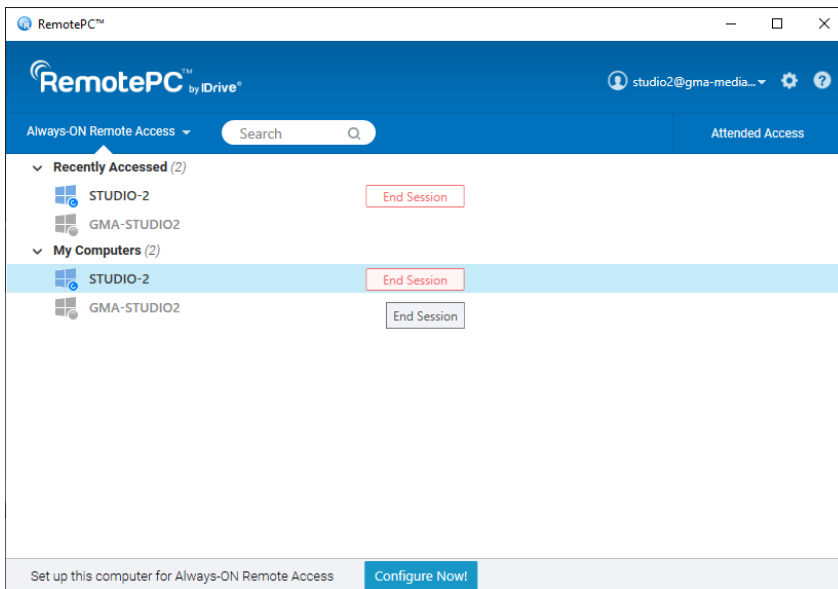 RemotePC™
RemotePC™ by IDrive®
studio2@gma-media...
Always-ON Remote Access
Search
Attended Access
Recently Accessed (2)
STUDIO-2
End Session
GMA-STUDIO2
My Computers (2)
STUDIO-2
End Session
GMA-STUDIO2
End Session
Set up this computer for Always-ON Remote Access
Configure Now!